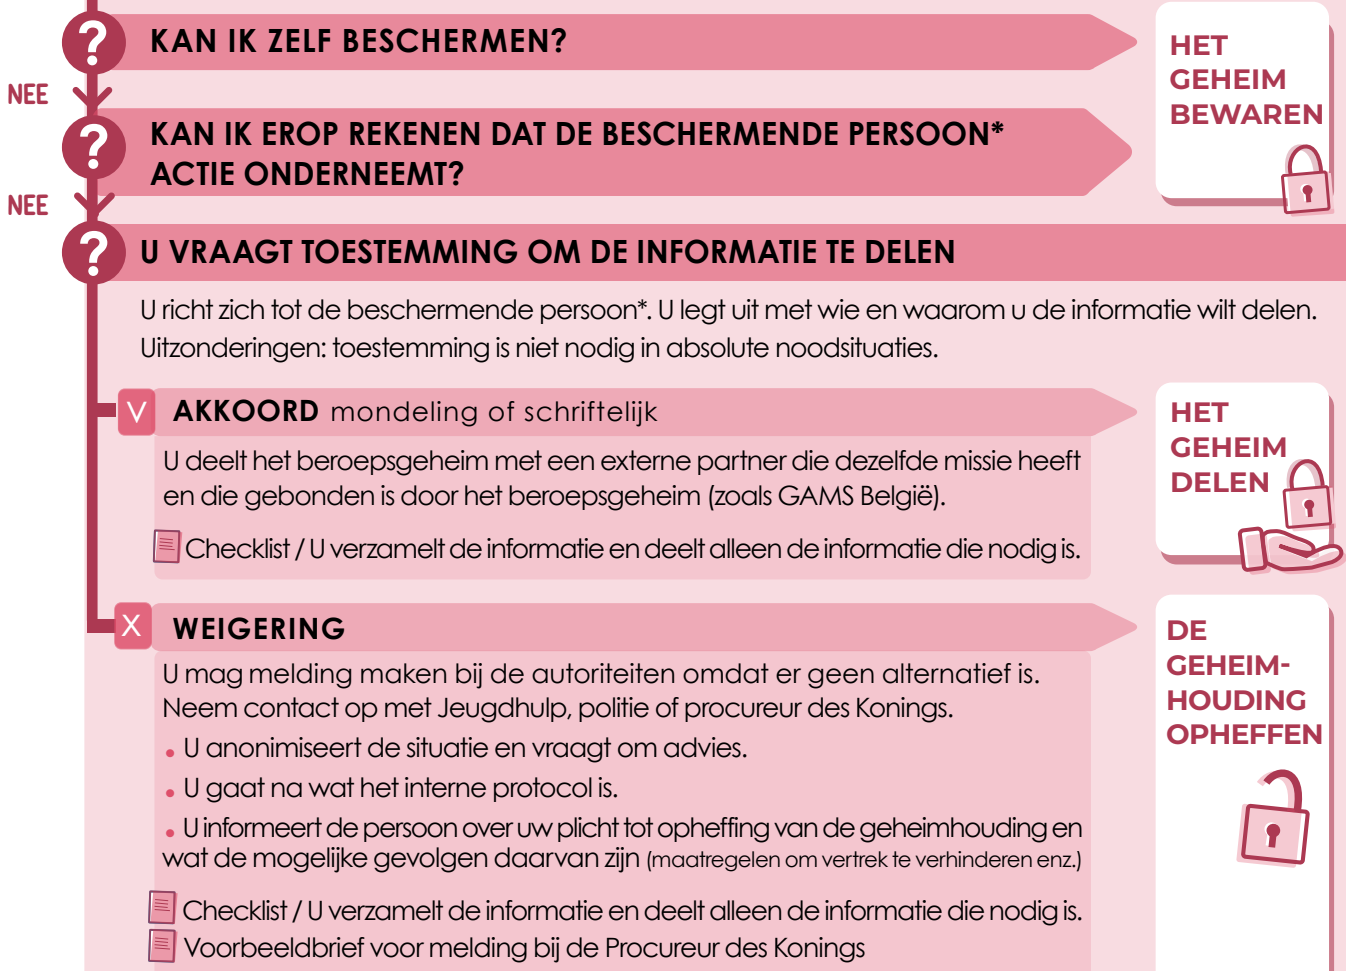 KAN IK ZELF BESCHERMEN?
HET
GEHEIM
BEWAREN
NEE
KAN IK EROP REKENEN DAT DE BESCHERMENDE PERSOON*
ACTIE ONDERNEEMT?
NEE
U VRAAGT TOESTEMMING OM DE INFORMATIE TE DELEN
U richt zich tot de beschermende persoon*. U legt uit met wie en waarom u de informatie wilt delen.
Uitzonderingen: toestemming is niet nodig in absolute noodsituaties.
V AKKOORD mondeling of schriftelijk
U deelt het beroepsgeheim met een externe partner die dezelfde missie heeft
en die gebonden is door het beroepsgeheim (zoals GAMS België).
Checklist / U verzamelt de informatie en deelt alleen de informatie die nodig is.
HET
GEHEIM
DELEN
X WEIGERING
U mag melding maken bij de autoriteiten omdat er geen alternatief is.
Neem contact op met Jeugdhulp, politie of procureur des Konings.
• U anonimiseert de situatie en vraagt om advies.
• U gaat na wat het interne protocol is.
• U informeert de persoon over uw plicht tot opheffing van de geheimhouding en
wat de mogelijke gevolgen daarvan zijn (maatregelen om vertrek te verhinderen enz.)
Checklist / U verzamelt de informatie en deelt alleen de informatie die nodig is.
Voorbeeldbrief voor melding bij de Procureur des Konings
DE
GEHEIM-
HOUDING
OPHEFFEN